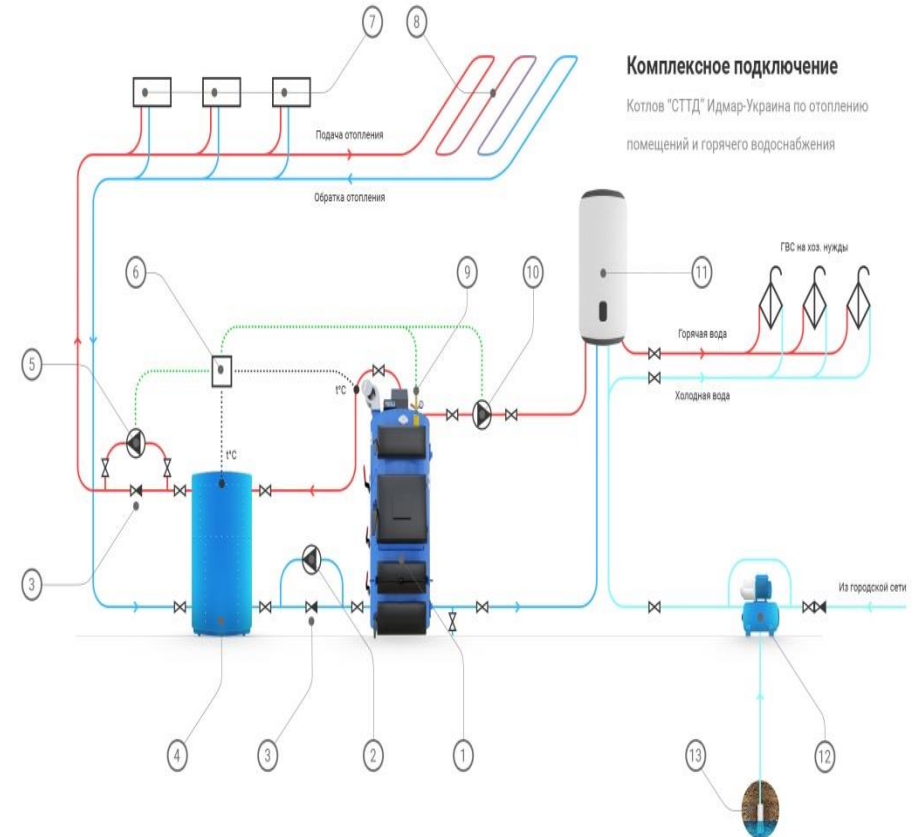 7
8
Комплексное подключение
Котлов "СТТД" Идмар-Украина по отоплению
помещений и горячего водоснабжения
Подача отопления
Обратка отопления
6
9
10
11
ГВС на хоз. нужды
Горячая вода
Холодная вода
5
t°C
t°C
3
Из городской сети
4
3
2
1
13
12